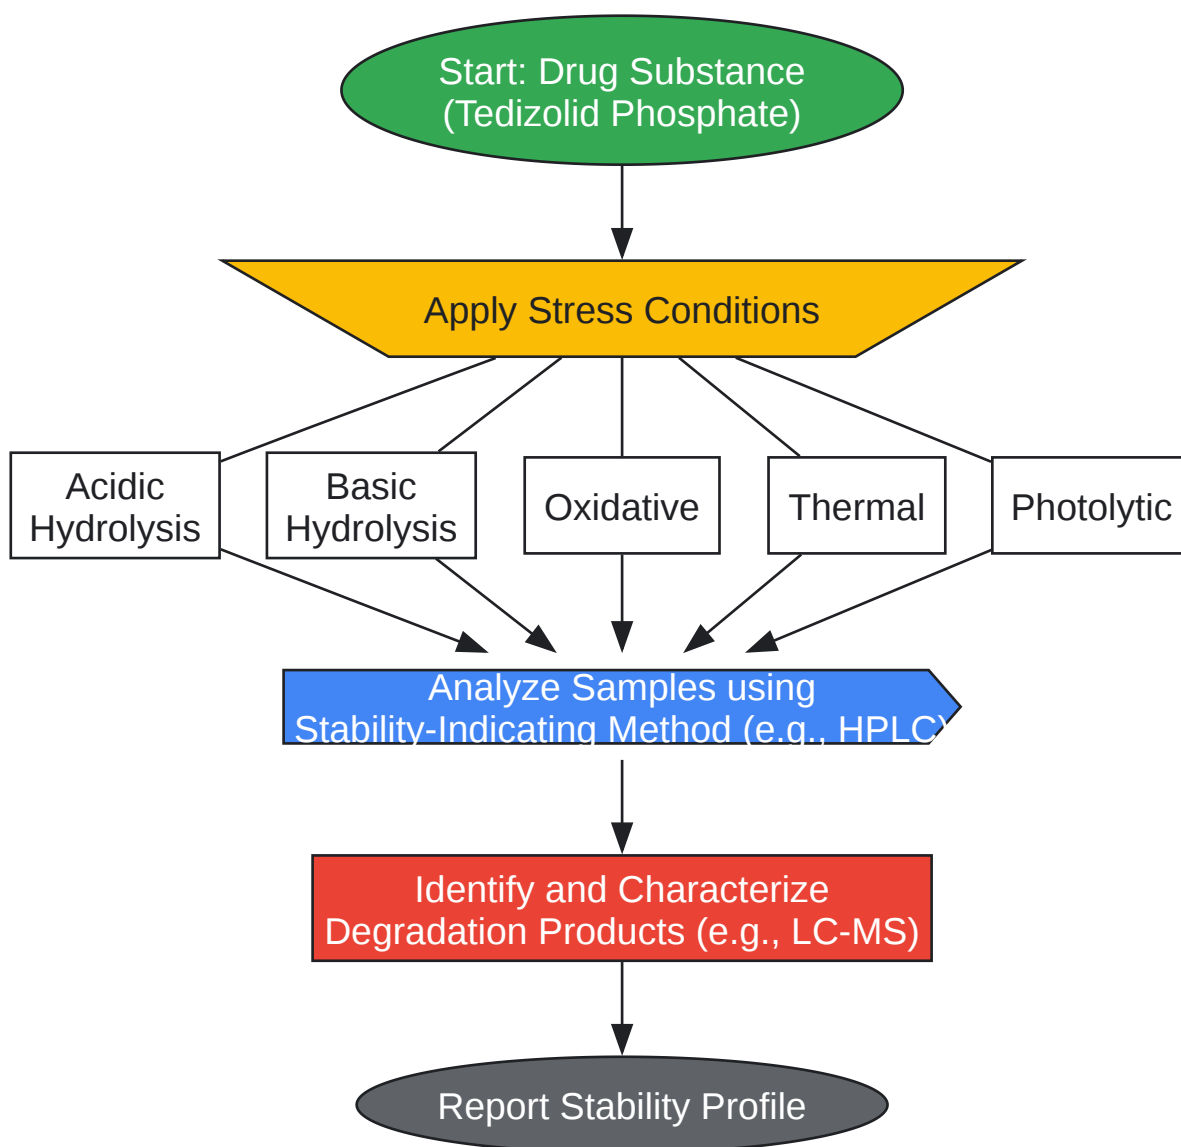 Start: Drug Substance
(Tedizolid Phosphate)
Apply Stress Conditions
Acidic
Hydrolysis
Basic
Hydrolysis
Oxidative
Thermal
Photolytic
Analyze Samples using
Stability-Indicating Method (e.g., HPLC)
Identify and Characterize
Degradation Products (e.g., LC-MS)
Report Stability Profile